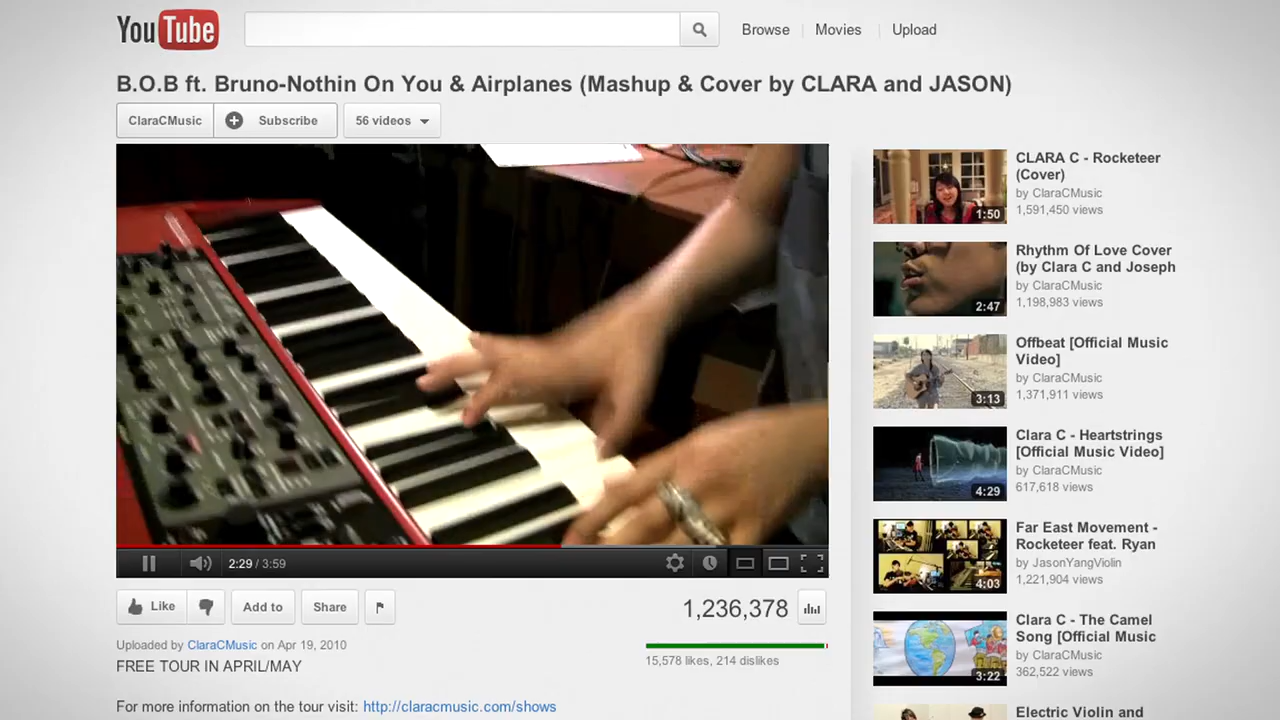 YouTube
Browse
Movies
Upload
B.O.B ft. Bruno-Nothin On You & Airplanes (Mashup & Cover by CLARA and JASON)
ClaraCMusic
Subscribe
56 videos
2:29 / 3:59
Like
Add to
Share
1,236,378
Uploaded by ClaraCMusic on Apr 19, 2010
15,578 likes, 214 dislikes
FREE TOUR IN APRIL/MAY
For more information on the tour visit: http://claracmusic.com/shows
1:50
CLARA C - Rocketeer
(Cover)
by ClaraCMusic
1,591,450 views
2:47
Rhythm Of Love Cover
(by Clara C and Joseph
by ClaraCMusic
1,198,983 views
3:13
Offbeat [Official Music
Video]
by ClaraCMusic
1,371,911 views
4:29
Clara C - Heartstrings
[Official Music Video]
by ClaraCMusic
617,618 views
4:03
Far East Movement -
Rocketeer feat. Ryan
by JasonYangViolin
1,221,904 views
3:22
Clara C - The Camel
Song [Official Music
by ClaraCMusic
362,522 views
Electric Violin and